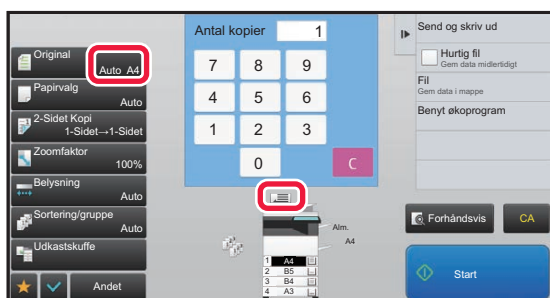 Original
Auto A4
Papirvalg
Auto
2-Sidet Kopi
1-Sidet→1-Sidet
Zoomfaktor
100%
Belysning
Auto
Sortering/gruppe
Auto
Udkastskuffe
Andet
Antal kopier 1
7 8 9
4 5 6
1 2 3
0 C
Alm.
A4
1 A4
2 B5
3 B4
4 A3
Send og skriv ud
Hurtig fil
Gem data midlertidigt
Fil
Gem data i mappe
Benyt økoprogram
Forhåndsvis CA
Start